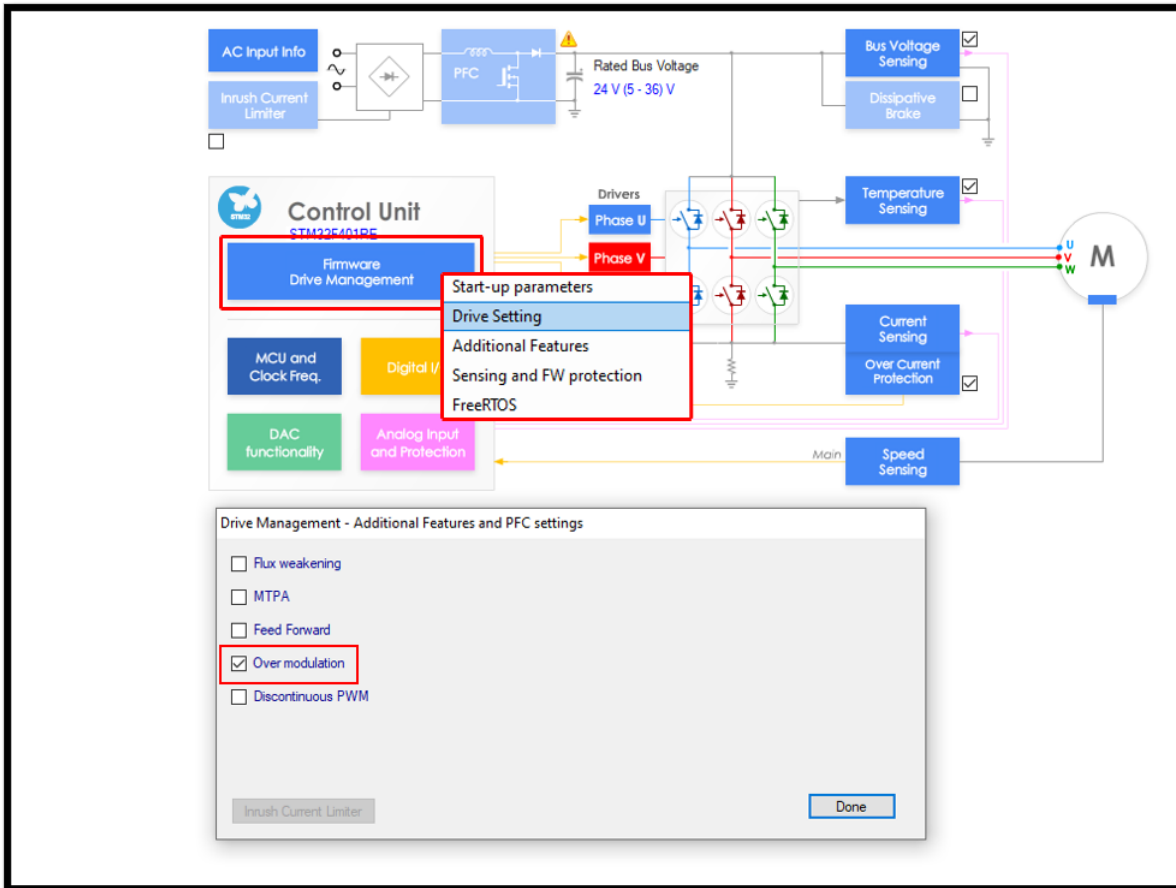 AC Input Info
Inrush Current
Limiter
PFC
Rated Bus Voltage
24 V (5 - 36) V
Bus Voltage
Sensing
Dissipative
Brake
STM32
Control Unit
STM32F401RE
Firmware
Drive Management
Drivers
Phase U
Phase V
Temperature
Sensing
U
V
W
M
Start-up parameters
Drive Setting
Additional Features
Sensing and FW protection
FreeRTOS
MCU and
Clock Freq.
Digital I/
Current
Sensing
Over Current
Protection
DAC
functionality
Analog Input
and Protection
Main
Speed
Sensing
Drive Management - Additional Features and PFC settings
Flux weakening
MTPA
Feed Forward
Over modulation
Discontinuous PWM
Inrush Current Limiter
Done